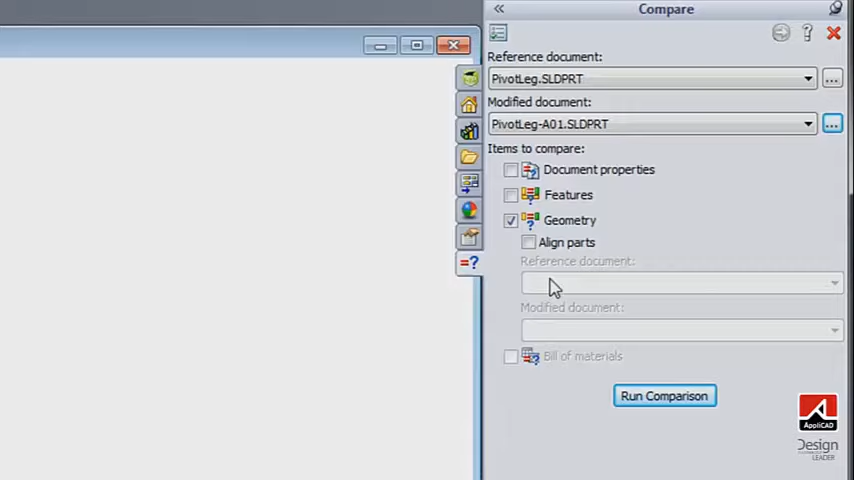 Compare
Reference document:
PivotLeg.SLDPRT
...
Modified document:
PivotLeg-A01.SLDPRT
...
Items to compare:
Document properties
Features
Geometry
Align parts
Reference document:
Modified document:
Bill of materials
Run Comparison
=?
AppliCAD
Design
LEADER